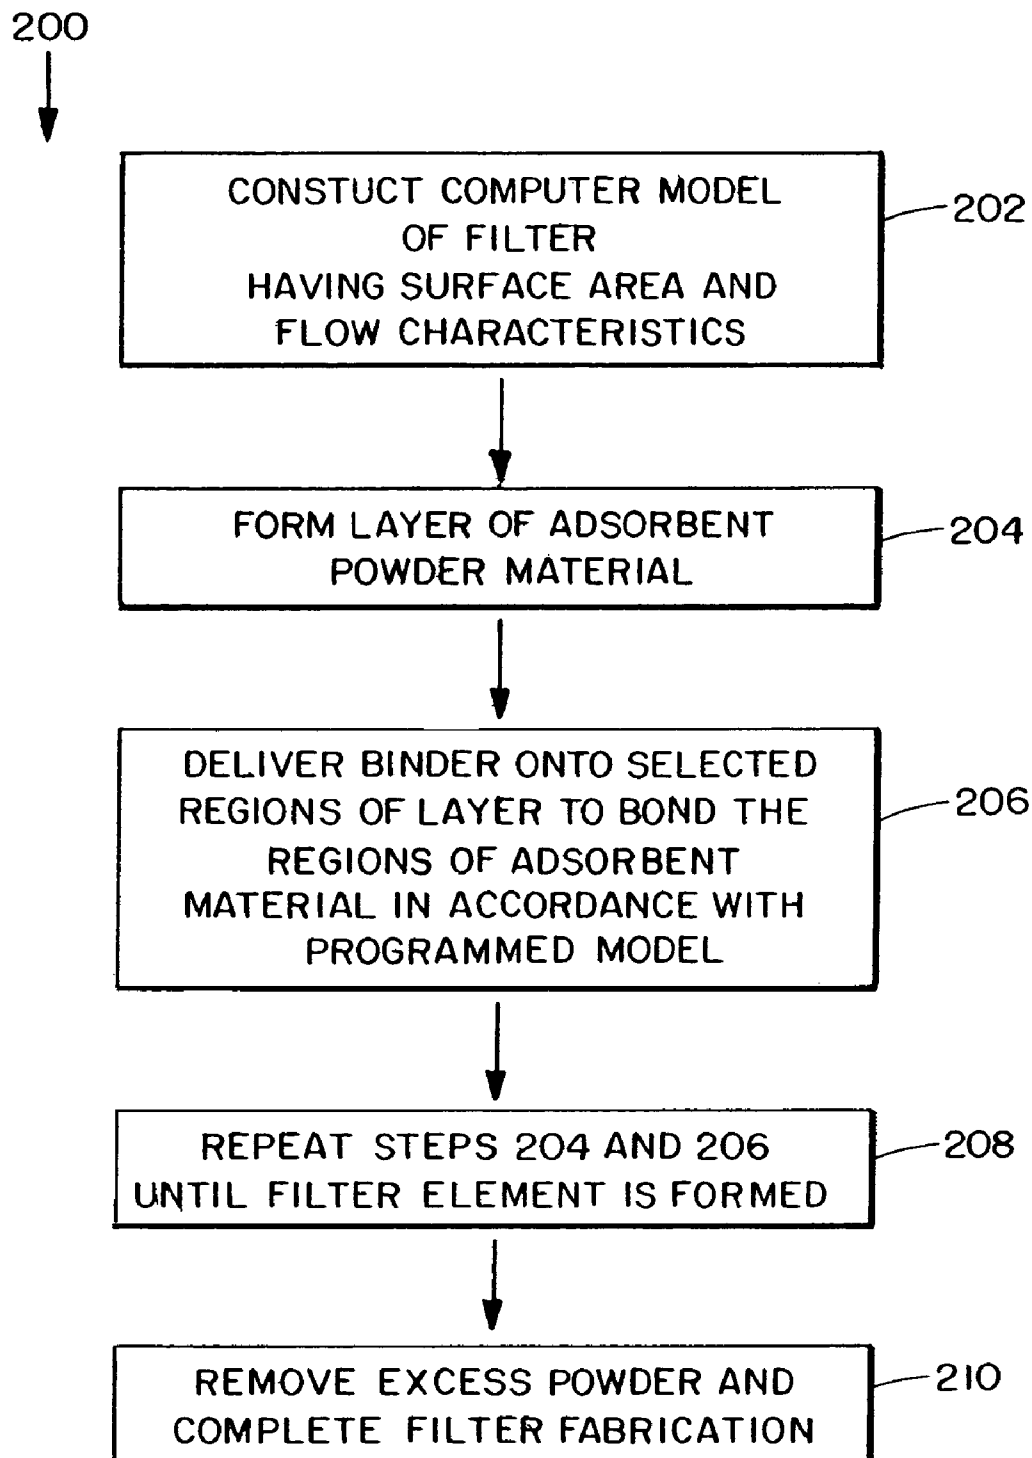 200
CONSTUCT COMPUTER MODEL
OF FILTER
HAVING SURFACE AREA AND
FLOW CHARACTERISTICS
202
FORM LAYER OF ADSORBENT
POWDER MATERIAL
204
DELIVER BINDER ONTO SELECTED
REGIONS OF LAYER TO BOND THE
REGIONS OF ADSORBENT
MATERIAL IN ACCORDANCE WITH
PROGRAMMED MODEL
206
REPEAT STEPS 204 AND 206
UNTIL FILTER ELEMENT IS FORMED
208
REMOVE EXCESS POWDER AND
COMPLETE FILTER FABRICATION
210